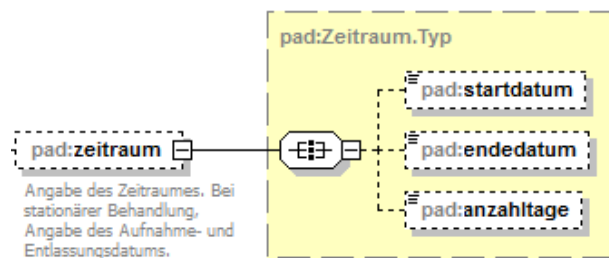 pad:Zeitraum.Typ
pad:startdatum
pad:zeitraum
pad:endedatum
pad:anzahltage
Angabe des Zeitraumes. Bei
stationärer Behandlung,
Angabe des Aufnahme- und
Entlassungsdatums.